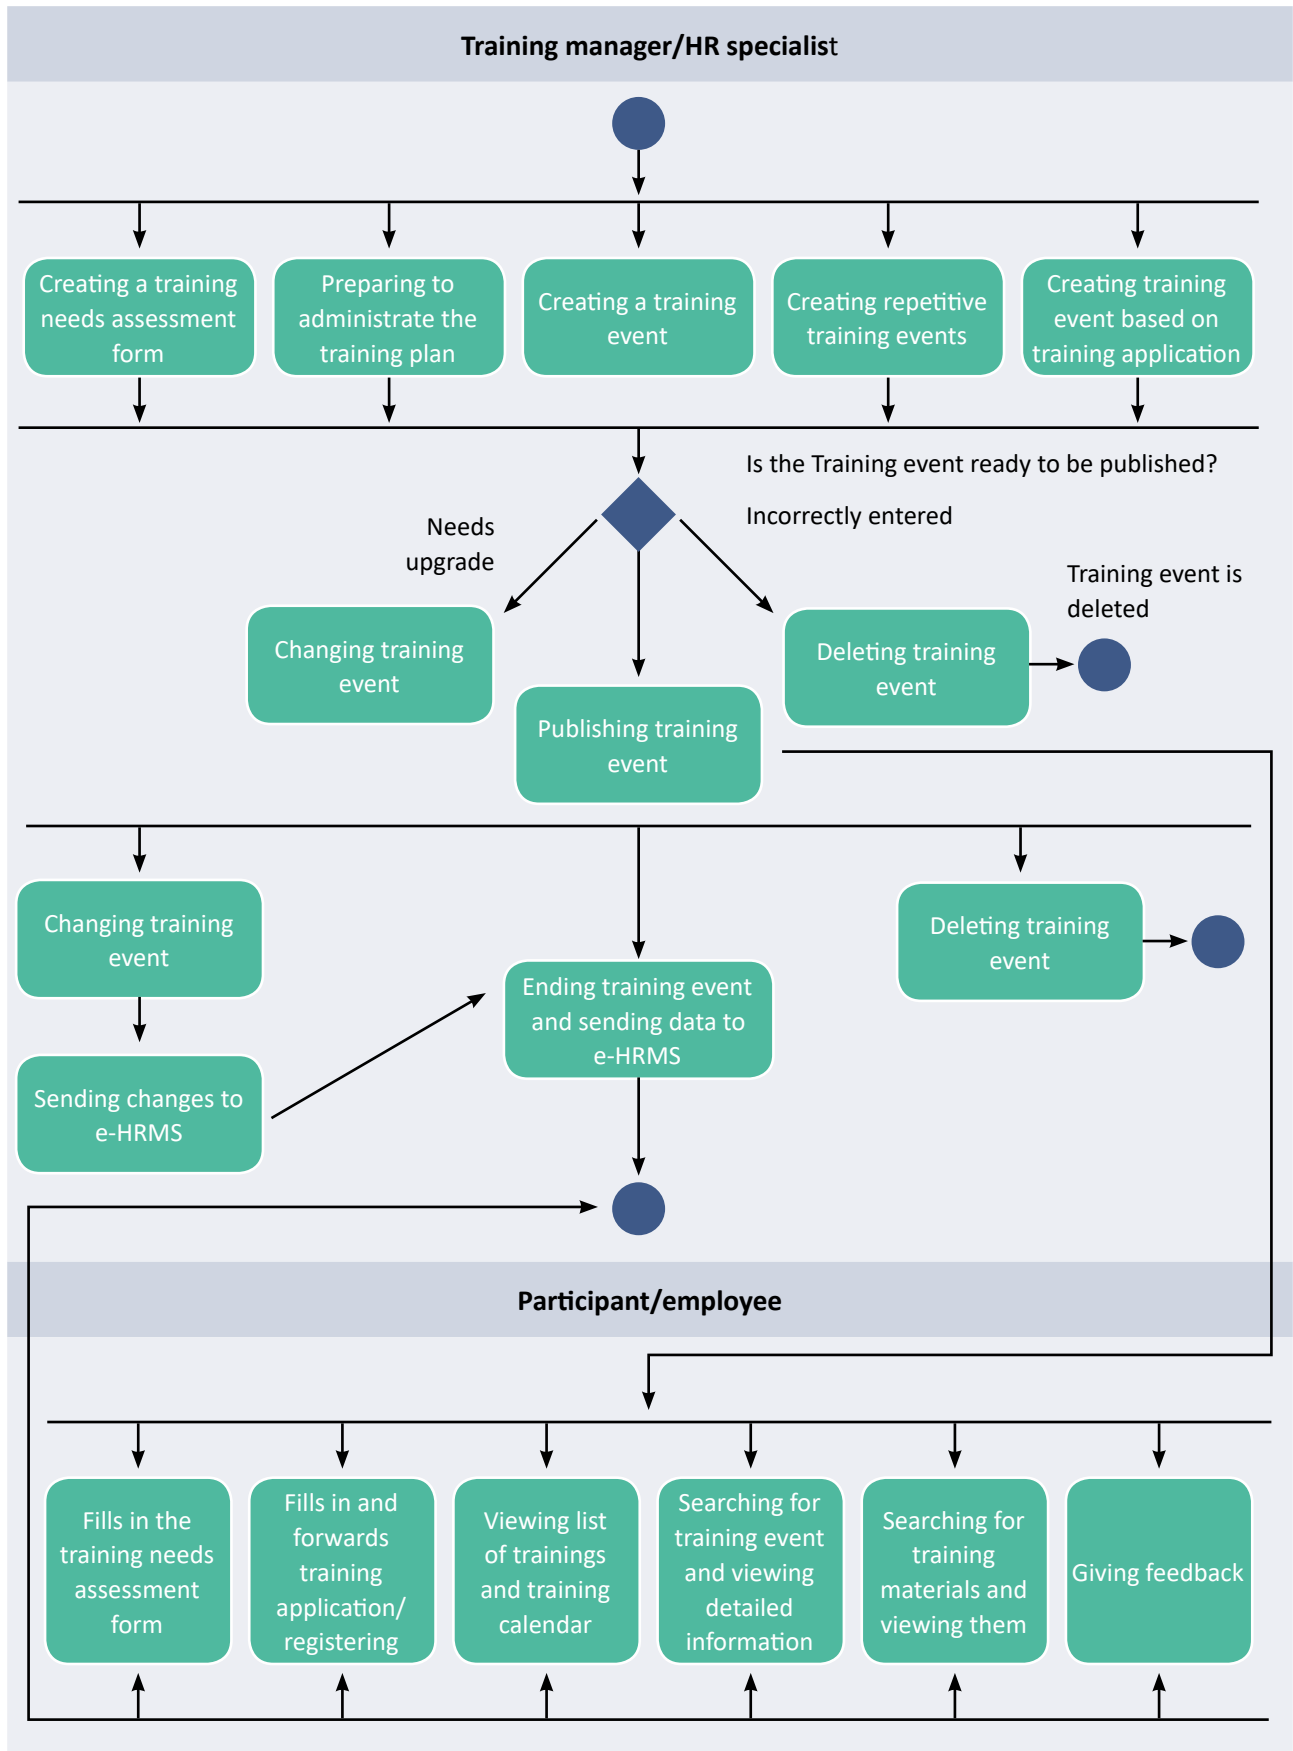 Training manager/HR specialist
Creating a training
needs assessment
form
Preparing to
administrate the
training plan
Creating a training
event
Creating repetitive
training events
Creating training
event based on
training application
Is the Training event ready to be published?
Needs
upgrade
Incorrectly entered
Training event is
deleted
Changing training
event
Deleting training
event
Publishing training
event
Changing training
event
Ending training event
and sending data to
e-HRMS
Deleting training
event
Sending changes to
e-HRMS
Participant/employee
Fills in the
training needs
assessment
form
Fills in and
forwards
training
application/
registering
Viewing list
of trainings
and training
calendar
Searching for
training event
and viewing
detailed
information
Searching for
training
materials and
viewing them
Giving feedback